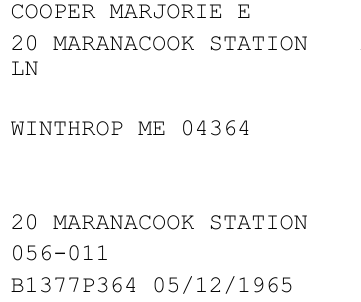 COOPER MARJORIE E
20 MARANACOOK STATION
LN
WINTHROP ME 04364
20 MARANACOOK STATION
056-011
B1377P364 05/12/1965